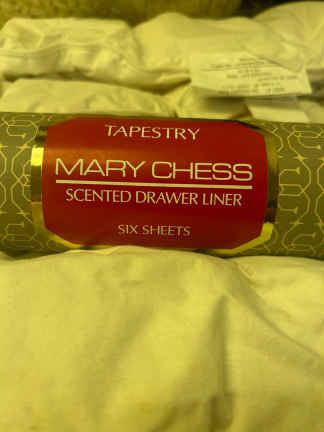 TAPESTRY
MARY CHESS
SCENTED DRAWER LINER
SIX SHEETS